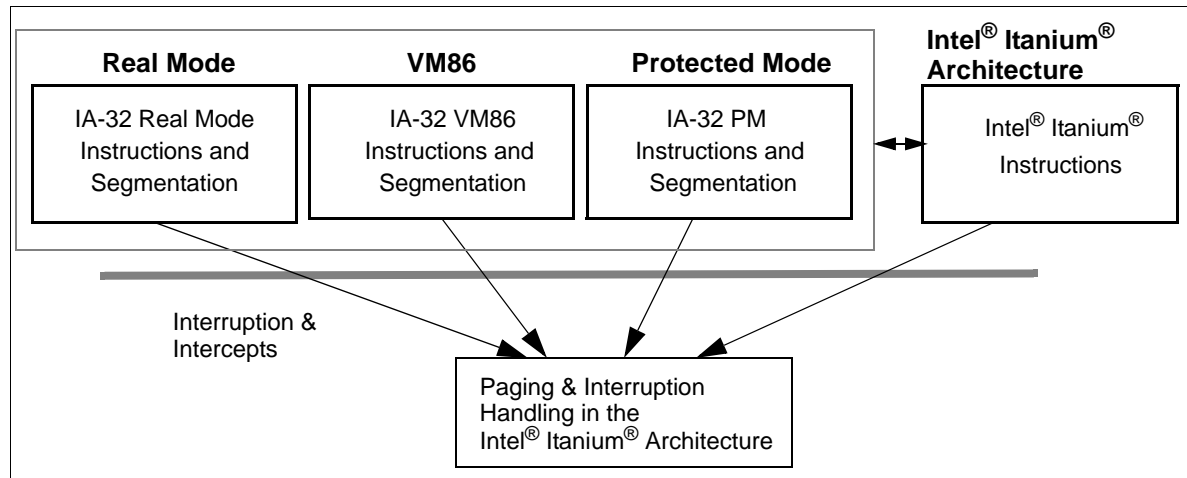 Real Mode
VM86
Protected Mode
Intel® Itanium®
Architecture
IA-32 Real Mode
Instructions and
Segmentation
IA-32 VM86
Instructions and
Segmentation
IA-32 PM
Instructions and
Segmentation
Intel® Itanium®
Instructions
Interruption &
Intercepts
Paging & Interruption
Handling in the
Intel® Itanium® Architecture